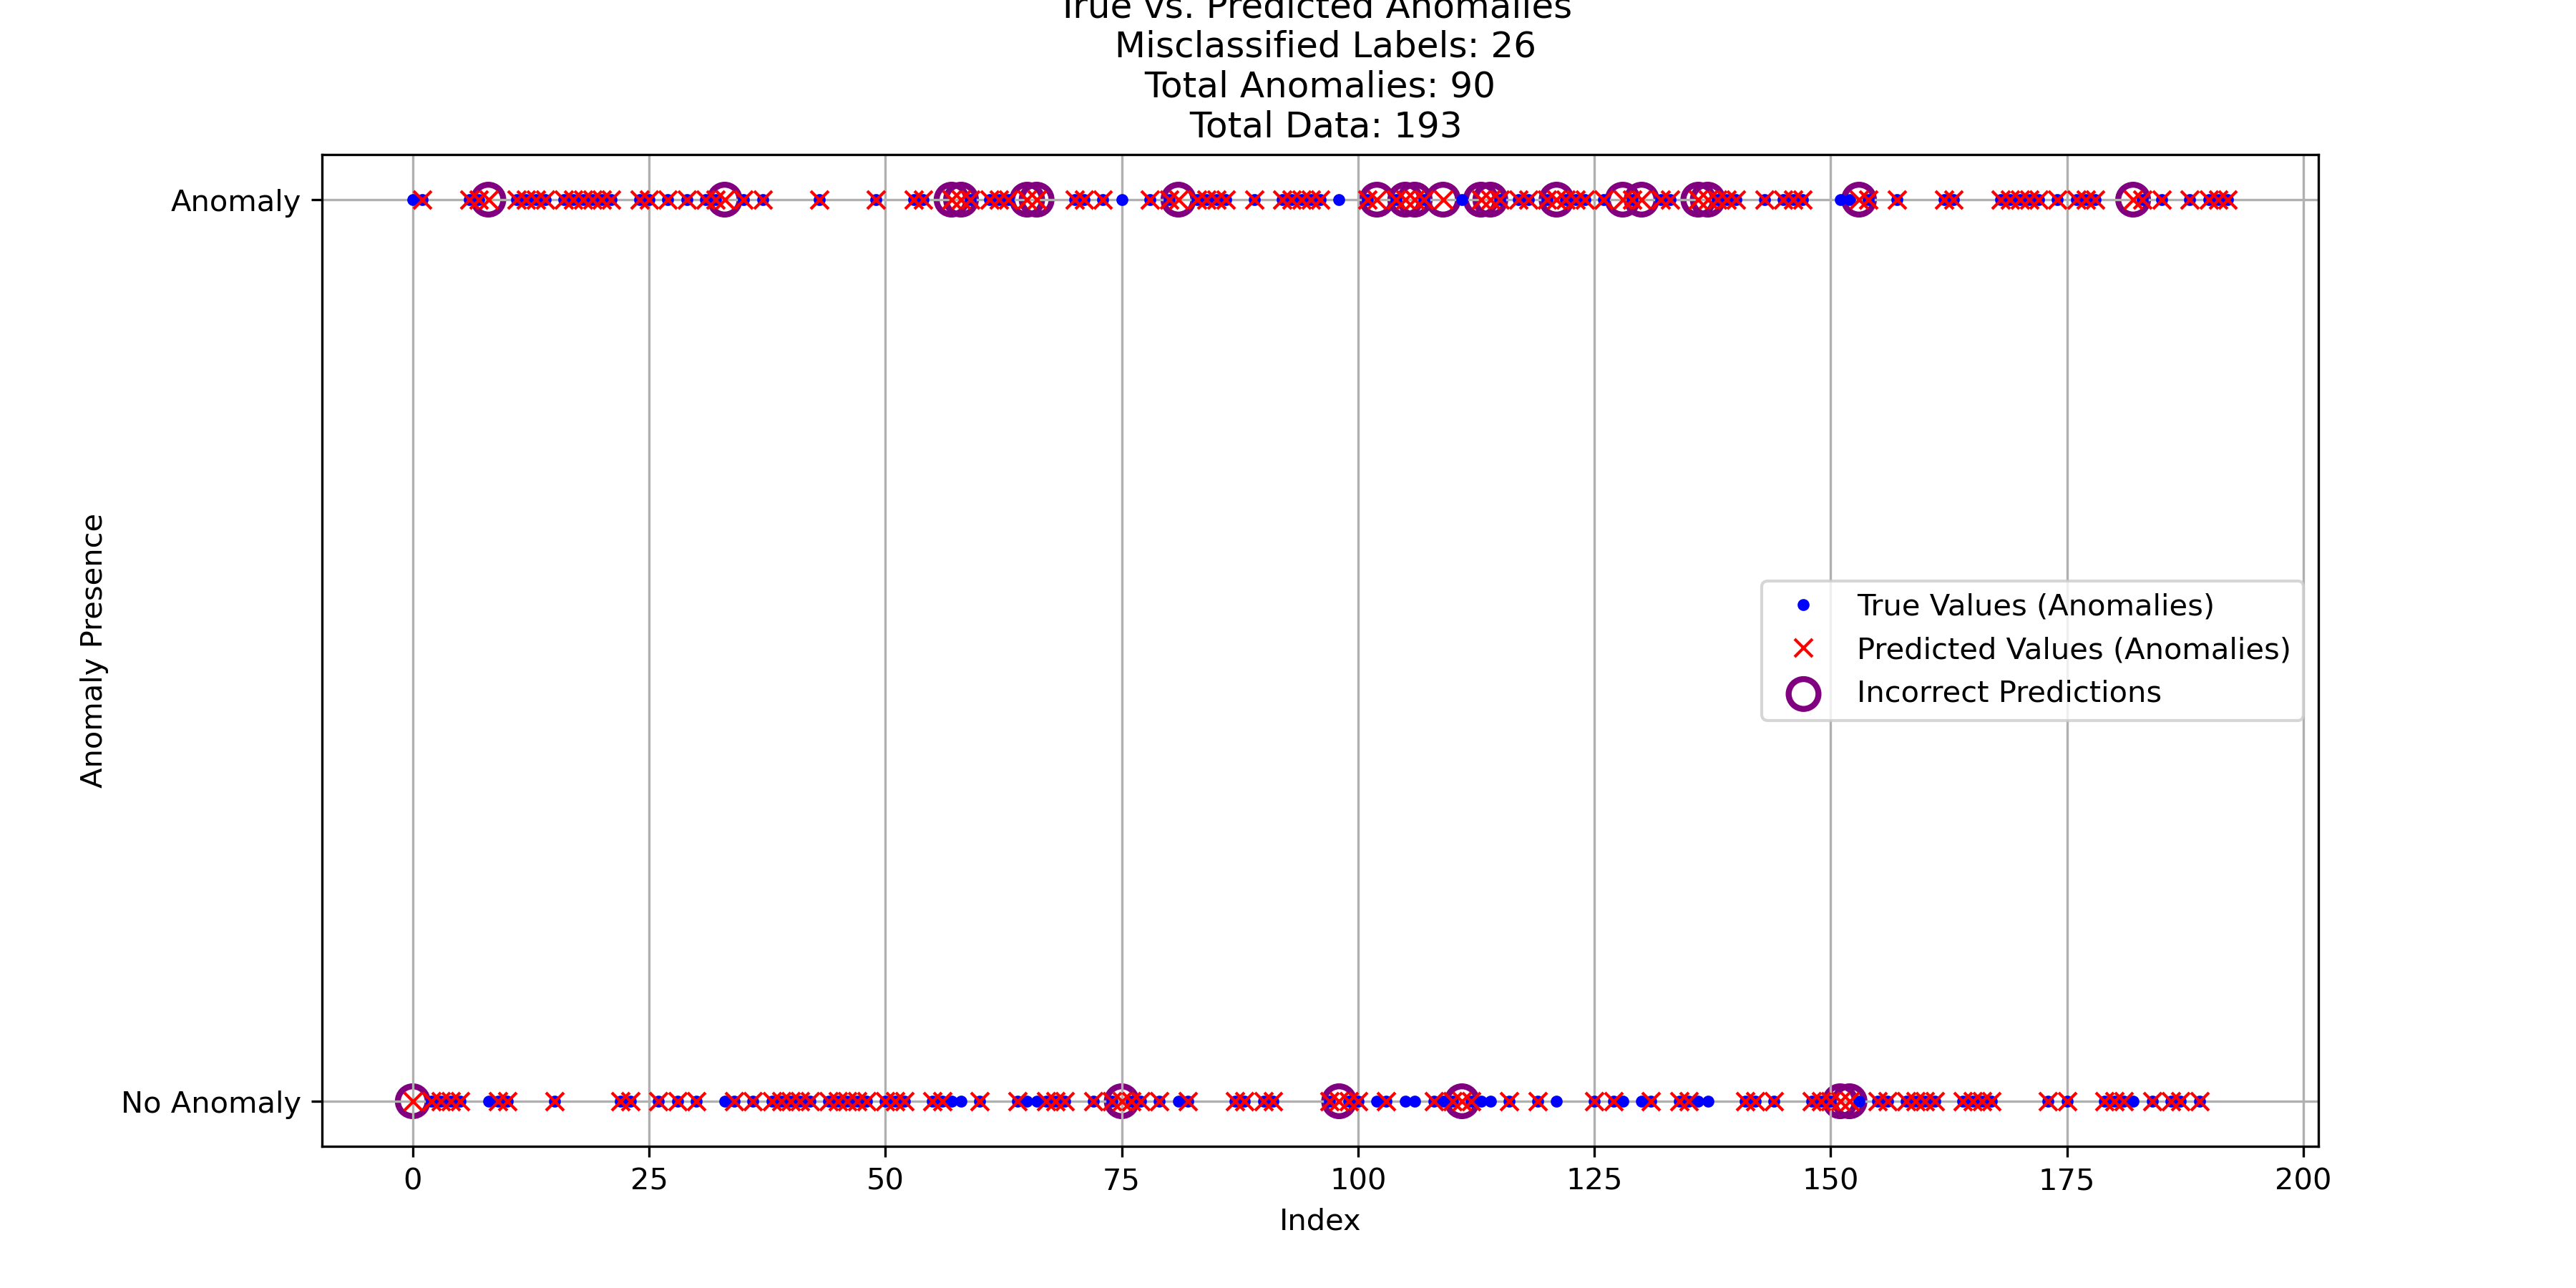 True vs. Predicted Anomalies
Misclassified Labels: 26
Total Anomalies: 90
Total Data: 193
Anomaly
Anomaly Presence
True Values (Anomalies)
Predicted Values (Anomalies)
Incorrect Predictions
No Anomaly
0 25 50 75 100 125 150 175 200
Index